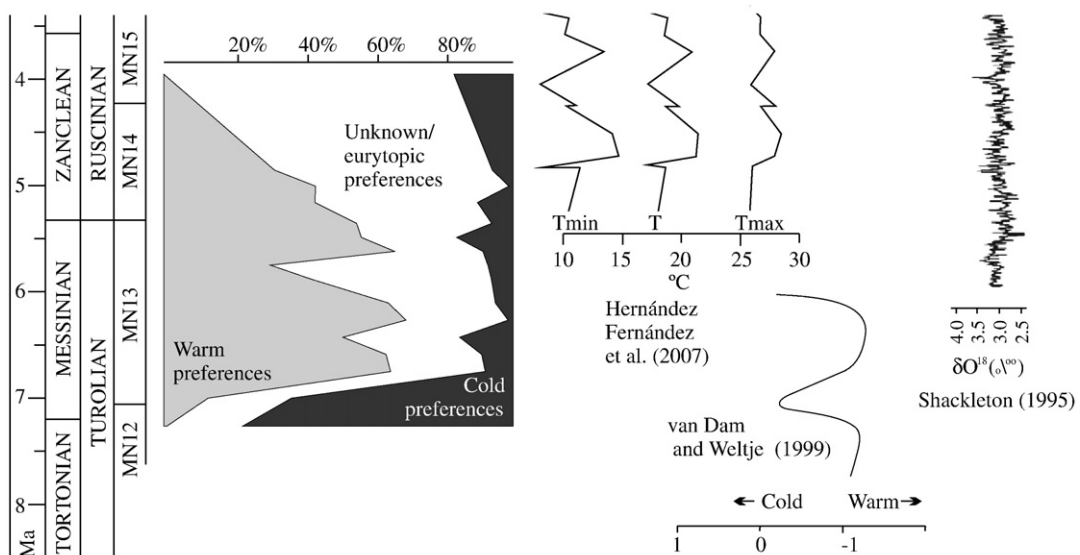 ZANCLEAN
MESSINIAN
TORTONIAN
RUSCINIAN
TUROLIAN
MN15
MN14
MN13
MN12
4
5
6
7
8
Ma
20% 40% 60% 80%
Unknown/
eurytopic
preferences
Warm
preferences
Cold
preferences
Tmin T Tmax
10 15 20 25 30
ºC
Hernández
Fernández
et al. (2007)
van Dam
and Weltje (1999)
Cold Warm
1 0 -1
4.0 3.5 3.0 2.5
δO¹⁸(ₒ\ºº)
Shackleton (1995)